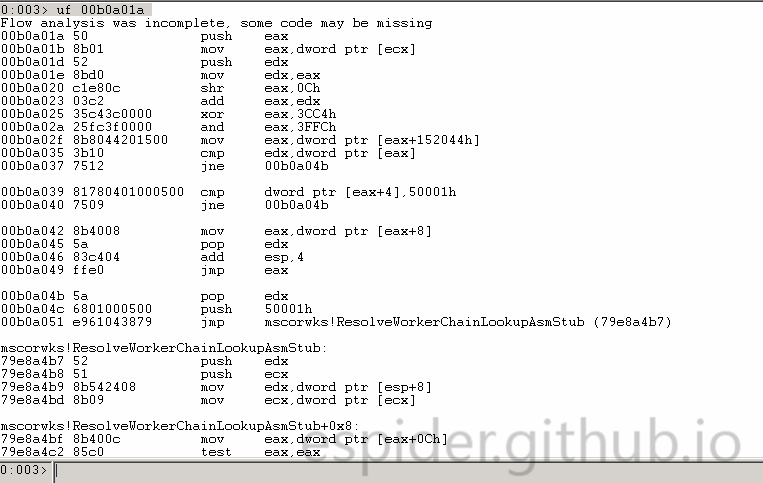 0:003> uf 00b0a01a
Flow analysis was incomplete, some code may be missing
00b0a01a 50 push eax
00b0a01b 8b01 mov eax,dword ptr [ecx]
00b0a01d 52 push edx
00b0a01e 8bd0 mov edx,eax
00b0a020 c1e80c shr eax,0Ch
00b0a023 03c2 add eax,edx
00b0a025 35c43c0000 xor eax,3CC4h
00b0a02a 25fc3f0000 and eax,3FFCh
00b0a02f 8b8044201500 mov eax,dword ptr [eax+152044h]
00b0a035 3b10 cmp edx,dword ptr [eax]
00b0a037 7512 jne 00b0a04b
00b0a039 81780401000500 cmp dword ptr [eax+4],50001h
00b0a040 7509 jne 00b0a04b
00b0a042 8b4008 mov eax,dword ptr [eax+8]
00b0a045 5a pop edx
00b0a046 83c404 add esp,4
00b0a049 ffe0 jmp eax
00b0a04b 5a pop edx
00b0a04c 6801000500 push 50001h
00b0a051 e961043879 jmp mscorwks!ResolveWorkerChainLookupAsmStub (79e8a4b7)
mscorwks!ResolveWorkerChainLookupAsmStub:
79e8a4b7 52 push edx
79e8a4b8 51 push ecx
79e8a4b9 8b542408 mov edx,dword ptr [esp+8]
79e8a4bd 8b09 mov ecx,dword ptr [ecx]
mscorwks!ResolveWorkerChainLookupAsmStub+0x8:
79e8a4bf 8b400c mov eax,dword ptr [eax+0Ch]
79e8a4c2 85c0 test eax,eax
espider.github.io
0:003>